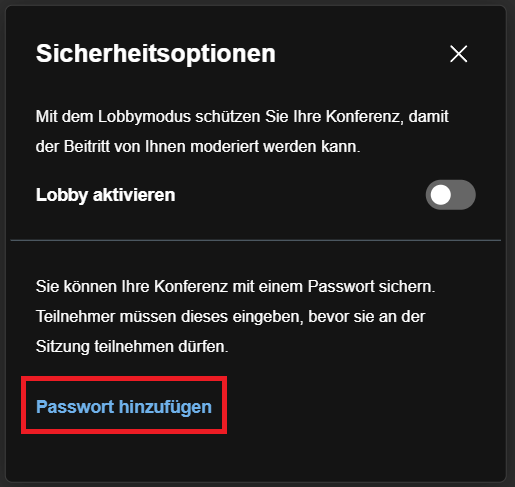 Sicherheitsoptionen
Mit dem Lobbymodus schützen Sie Ihre Konferenz, damit
der Beitritt von Ihnen moderiert werden kann.
Lobby aktivieren
Sie können Ihre Konferenz mit einem Passwort sichern.
Teilnehmer müssen dieses eingeben, bevor sie an der
Sitzung teilnehmen dürfen.
Passwort hinzufügen